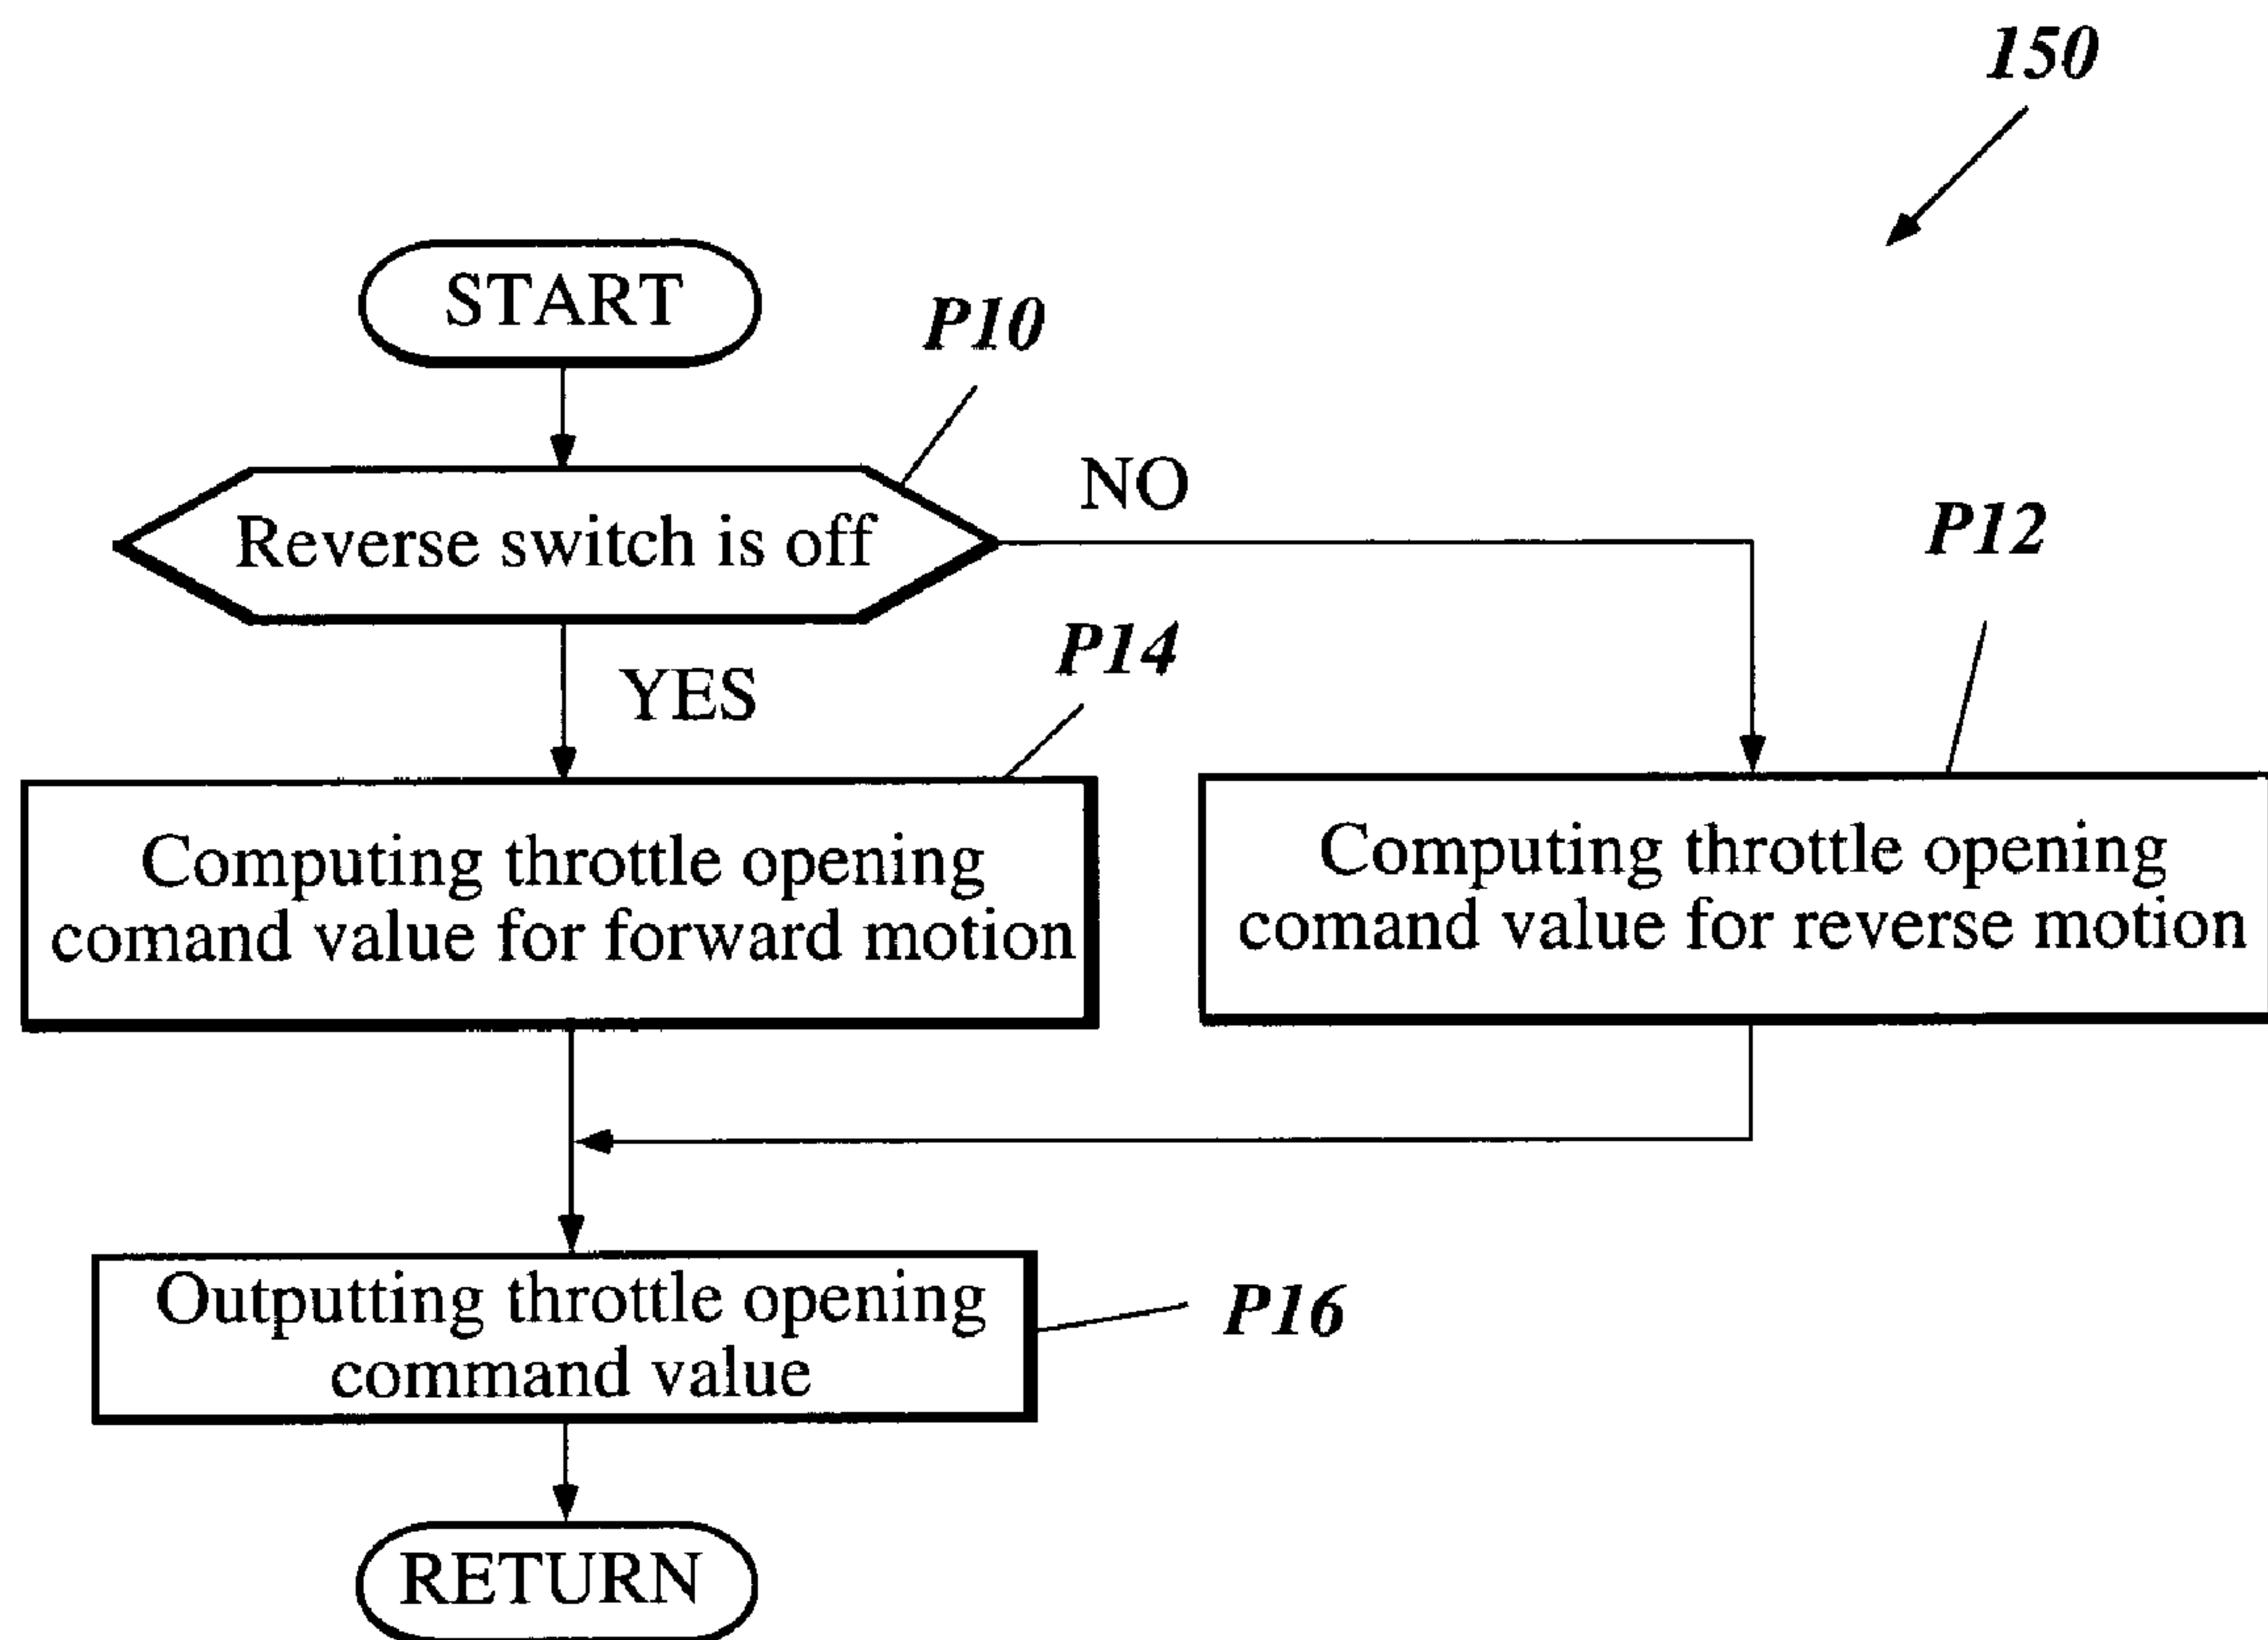 150
START
P10
Reverse switch is off
NO
P12
YES
P14
Computing throttle opening
comand value for forward motion
Computing throttle opening
comand value for reverse motion
Outputting throttle opening
command value
P16
RETURN